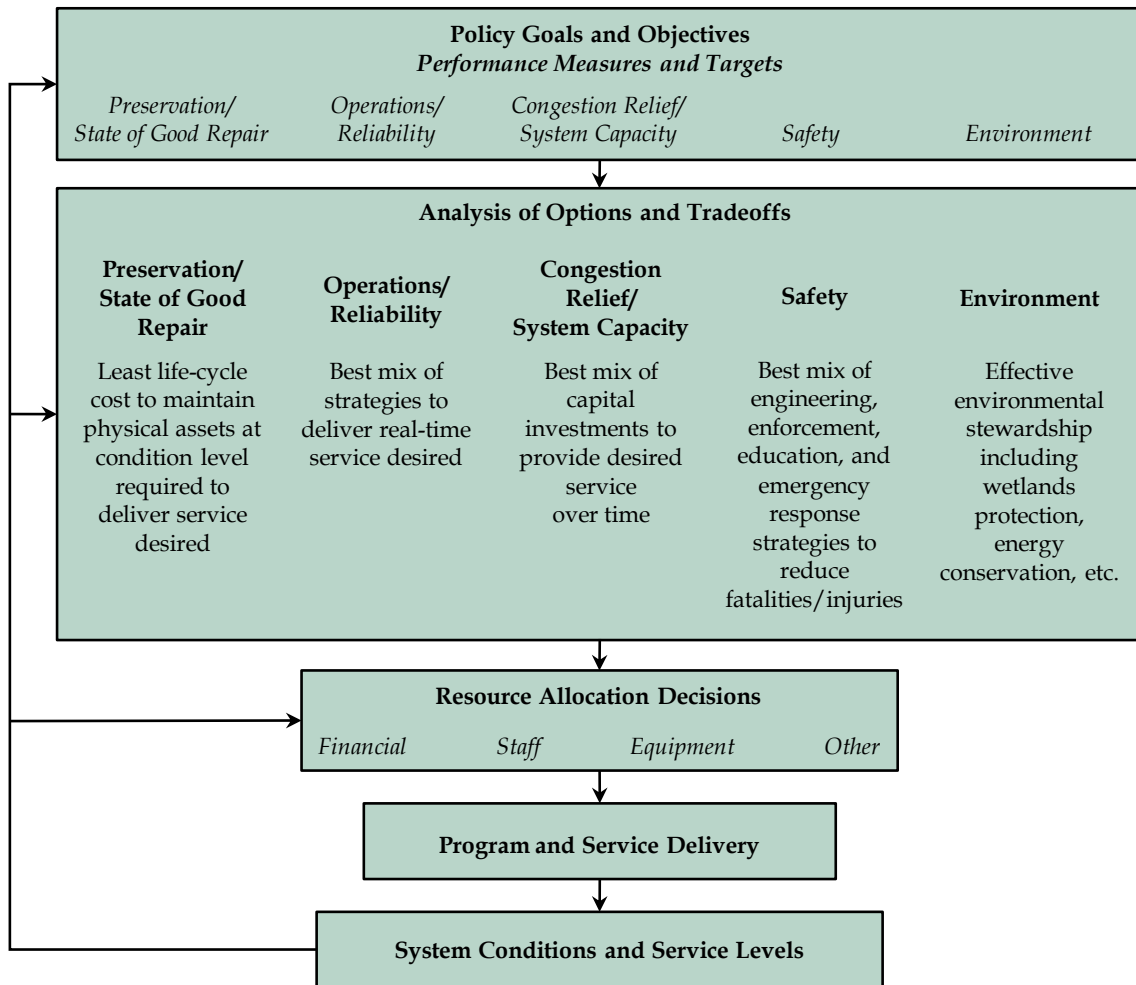 Policy Goals and Objectives
Performance Measures and Targets
Preservation/
State of Good Repair
Operations/
Reliability
Congestion Relief/
System Capacity
Safety
Environment
Analysis of Options and Tradeoffs
Preservation/
State of Good
Repair
Least life-cycle
cost to maintain
physical assets at
condition level
required to
deliver service
desired
Operations/
Reliability
Best mix of
strategies to
deliver real-time
service desired
Congestion
Relief/
System Capacity
Best mix of
capital
investments to
provide desired
service
over time
Safety
Best mix of
engineering,
enforcement,
education, and
emergency
response
strategies to
reduce
fatalities/injuries
Environment
Effective
environmental
stewardship
including
wetlands
protection,
energy
conservation, etc.
Resource Allocation Decisions
Financial Staff Equipment Other
Program and Service Delivery
System Conditions and Service Levels